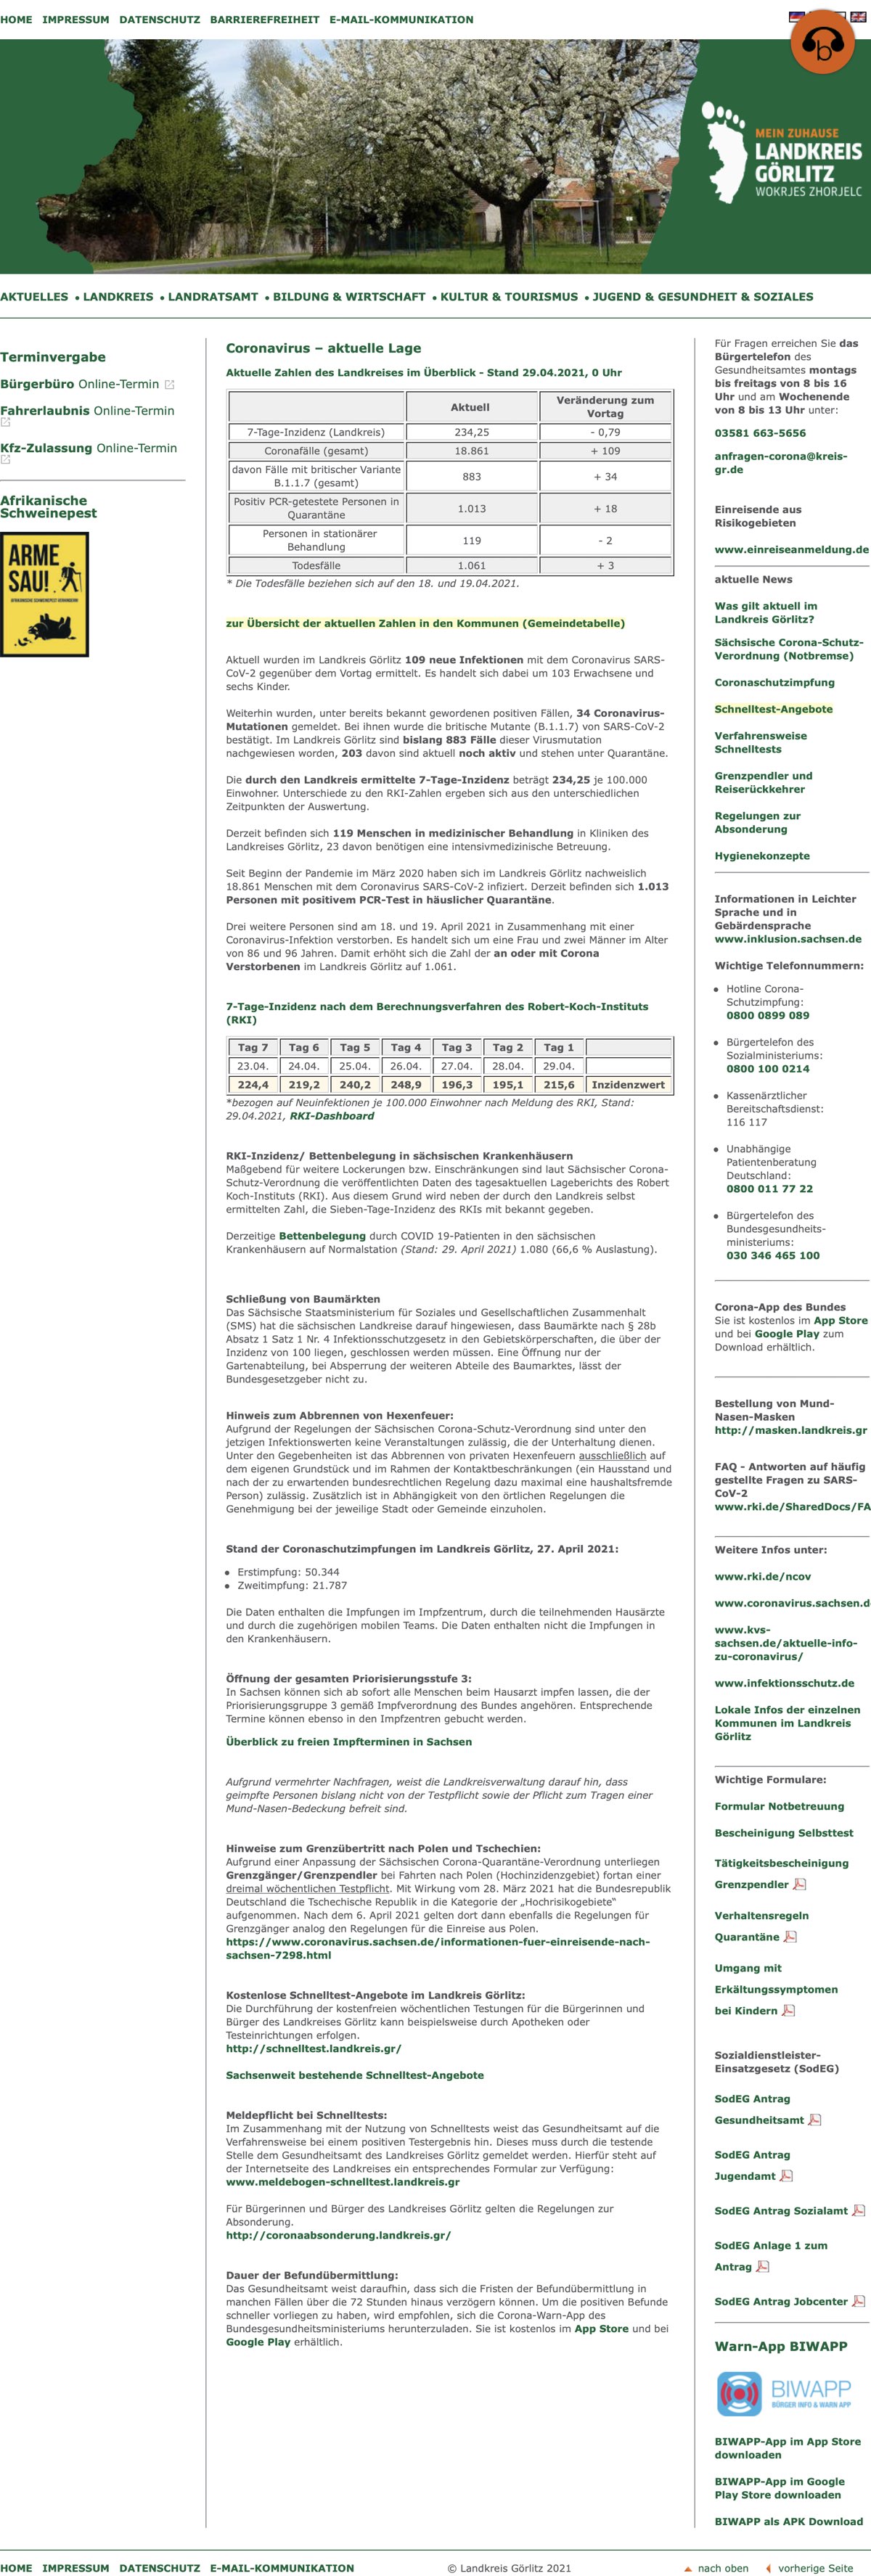 HOME IMPRESSUM DATENSCHUTZ BARRIEREFREIHEIT E-MAIL-KOMMUNIKATION
b
MEIN ZUHAUSE
LANDKREIS
GÖRLITZ
WOKRJES ZHORJELC
AKTUELLES • LANDKREIS • LANDRATSAMT • BILDUNG & WIRTSCHAFT • KULTUR & TOURISMUS • JUGEND & GESUNDHEIT & SOZIALES
Terminvergabe
Bürgerbüro Online-Termin
Fahrerlaubnis Online-Termin
Kfz-Zulassung Online-Termin
Afrikanische
Schweinepest
ARME
SAU!
Coronavirus – aktuelle Lage
Aktuelle Zahlen des Landkreises im Überblick - Stand 29.04.2021, 0 Uhr
Aktuell
Veränderung zum
Vortag
7-Tage-Inzidenz (Landkreis) 234,25 - 0,79
Coronafälle (gesamt) 18.861 + 109
davon Fälle mit britischer Variante
B.1.1.7 (gesamt)
883 + 34
Positiv PCR-getestete Personen in
Quarantäne
1.013 + 18
Personen in stationärer
Behandlung
119 - 2
Todesfälle 1.061 + 3
* Die Todesfälle beziehen sich auf den 18. und 19.04.2021.
zur Übersicht der aktuellen Zahlen in den Kommunen (Gemeindetabelle)
Aktuell wurden im Landkreis Görlitz 109 neue Infektionen mit dem Coronavirus SARS-
CoV-2 gegenüber dem Vortag ermittelt. Es handelt sich dabei um 103 Erwachsene und
sechs Kinder.
Weiterhin wurden, unter bereits bekannt gewordenen positiven Fällen, 34 Coronavirus-
Mutationen gemeldet. Bei ihnen wurde die britische Mutante (B.1.1.7) von SARS-CoV-2
bestätigt. Im Landkreis Görlitz sind bislang 883 Fälle dieser Virusmutation
nachgewiesen worden, 203 davon sind aktuell noch aktiv und stehen unter Quarantäne.
Die durch den Landkreis ermittelte 7-Tage-Inzidenz beträgt 234,25 je 100.000
Einwohner. Unterschiede zu den RKI-Zahlen ergeben sich aus den unterschiedlichen
Zeitpunkten der Auswertung.
Derzeit befinden sich 119 Menschen in medizinischer Behandlung in Kliniken des
Landkreises Görlitz, 23 davon benötigen eine intensivmedizinische Betreuung.
Seit Beginn der Pandemie im März 2020 haben sich im Landkreis Görlitz nachweislich
18.861 Menschen mit dem Coronavirus SARS-CoV-2 infiziert. Derzeit befinden sich 1.013
Personen mit positivem PCR-Test in häuslicher Quarantäne.
Drei weitere Personen sind am 18. und 19. April 2021 in Zusammenhang mit einer
Coronavirus-Infektion verstorben. Es handelt sich um eine Frau und zwei Männer im Alter
von 86 und 96 Jahren. Damit erhöht sich die Zahl der an oder mit Corona
Verstorbenen im Landkreis Görlitz auf 1.061.
7-Tage-Inzidenz nach dem Berechnungsverfahren des Robert-Koch-Instituts
(RKI)
Tag 7 Tag 6 Tag 5 Tag 4 Tag 3 Tag 2 Tag 1
23.04. 24.04. 25.04. 26.04. 27.04. 28.04. 29.04.
224,4 219,2 240,2 248,9 196,3 195,1 215,6 Inzidenzwert
*bezogen auf Neuinfektionen je 100.000 Einwohner nach Meldung des RKI, Stand:
29.04.2021, RKI-Dashboard
RKI-Inzidenz/ Bettenbelegung in sächsischen Krankenhäusern
Maßgebend für weitere Lockerungen bzw. Einschränkungen sind laut Sächsischer Corona-
Schutz-Verordnung die veröffentlichten Daten des tagesaktuellen Lageberichts des Robert
Koch-Instituts (RKI). Aus diesem Grund wird neben der durch den Landkreis selbst
ermittelten Zahl, die Sieben-Tage-Inzidenz des RKIs mit bekannt gegeben.
Derzeitige Bettenbelegung durch COVID 19-Patienten in den sächsischen
Krankenhäusern auf Normalstation (Stand: 29. April 2021) 1.080 (66,6 % Auslastung).
Schließung von Baumärkten
Das Sächsische Staatsministerium für Soziales und Gesellschaftlichen Zusammenhalt
(SMS) hat die sächsischen Landkreise darauf hingewiesen, dass Baumärkte nach § 28b
Absatz 1 Satz 1 Nr. 4 Infektionsschutzgesetz in den Gebietskörperschaften, die über der
Inzidenz von 100 liegen, geschlossen werden müssen. Eine Öffnung nur der
Gartenabteilung, bei Absperrung der weiteren Abteile des Baumarktes, lässt der
Bundesgesetzgeber nicht zu.
Hinweis zum Abbrennen von Hexenfeuer:
Aufgrund der Regelungen der Sächsischen Corona-Schutz-Verordnung sind unter den
jetzigen Infektionswerten keine Veranstaltungen zulässig, die der Unterhaltung dienen.
Unter den Gegebenheiten ist das Abbrennen von privaten Hexenfeuern ausschließlich auf
dem eigenen Grundstück und im Rahmen der Kontaktbeschränkungen (ein Hausstand und
nach der zu erwartenden bundesrechtlichen Regelung dazu maximal eine haushaltsfremde
Person) zulässig. Zusätzlich ist in Abhängigkeit von den örtlichen Regelungen die
Genehmigung bei der jeweilige Stadt oder Gemeinde einzuholen.
Stand der Coronaschutzimpfungen im Landkreis Görlitz, 27. April 2021:
• Erstimpfung: 50.344
• Zweitimpfung: 21.787
Die Daten enthalten die Impfungen im Impfzentrum, durch die teilnehmenden Hausärzte
und durch die zugehörigen mobilen Teams. Die Daten enthalten nicht die Impfungen in
den Krankenhäusern.
Öffnung der gesamten Priorisierungsstufe 3:
In Sachsen können sich ab sofort alle Menschen beim Hausarzt impfen lassen, die der
Priorisierungsgruppe 3 gemäß Impfverordnung des Bundes angehören. Entsprechende
Termine können ebenso in den Impfzentren gebucht werden.
Überblick zu freien Impfterminen in Sachsen
Aufgrund vermehrter Nachfragen, weist die Landkreisverwaltung darauf hin, dass
geimpfte Personen bislang nicht von der Testpflicht sowie der Pflicht zum Tragen einer
Mund-Nasen-Bedeckung befreit sind.
Hinweise zum Grenzübertritt nach Polen und Tschechien:
Aufgrund einer Anpassung der Sächsischen Corona-Quarantäne-Verordnung unterliegen
Grenzgänger/Grenzpendler bei Fahrten nach Polen (Hochinzidenzgebiet) fortan einer
dreimal wöchentlichen Testpflicht. Mit Wirkung vom 28. März 2021 hat die Bundesrepublik
Deutschland die Tschechische Republik in die Kategorie der „Hochrisikogebiete“
aufgenommen. Nach dem 6. April 2021 gelten dort dann ebenfalls die Regelungen für
Grenzgänger analog den Regelungen für die Einreise aus Polen.
https://www.coronavirus.sachsen.de/informationen-fuer-einreisende-nach-
sachsen-7298.html
Kostenlose Schnelltest-Angebote im Landkreis Görlitz:
Die Durchführung der kostenfreien wöchentlichen Testungen für die Bürgerinnen und
Bürger des Landkreises Görlitz kann beispielsweise durch Apotheken oder
Testeinrichtungen erfolgen.
http://schnelltest.landkreis.gr/
Sachsenweit bestehende Schnelltest-Angebote
Meldepflicht bei Schnelltests:
Im Zusammenhang mit der Nutzung von Schnelltests weist das Gesundheitsamt auf die
Verfahrensweise bei einem positiven Testergebnis hin. Dieses muss durch die testende
Stelle dem Gesundheitsamt des Landkreises Görlitz gemeldet werden. Hierfür steht auf
der Internetseite des Landkreises ein entsprechendes Formular zur Verfügung:
www.meldebogen-schnelltest.landkreis.gr
Für Bürgerinnen und Bürger des Landkreises Görlitz gelten die Regelungen zur
Absonderung.
http://coronaabsonderung.landkreis.gr/
Dauer der Befundübermittlung:
Das Gesundheitsamt weist daraufhin, dass sich die Fristen der Befundübermittlung in
manchen Fällen über die 72 Stunden hinaus verzögern können. Um die positiven Befunde
schneller vorliegen zu haben, wird empfohlen, sich die Corona-Warn-App des
Bundesgesundheitsministeriums herunterzuladen. Sie ist kostenlos im App Store und bei
Google Play erhältlich.
Für Fragen erreichen Sie das
Bürgertelefon des
Gesundheitsamtes montags
bis freitags von 8 bis 16
Uhr und am Wochenende
von 8 bis 13 Uhr unter:
03581 663-5656
anfragen-corona@kreis-
gr.de
Einreisende aus
Risikogebieten
www.einreiseanmeldung.de
aktuelle News
Was gilt aktuell im
Landkreis Görlitz?
Sächsische Corona-Schutz-
Verordnung (Notbremse)
Coronaschutzimpfung
Schnelltest-Angebote
Verfahrensweise
Schnelltests
Grenzpendler und
Reiserückkehrer
Regelungen zur
Absonderung
Hygienekonzepte
Informationen in Leichter
Sprache und in
Gebärdensprache
www.inklusion.sachsen.de
Wichtige Telefonnummern:
• Hotline Corona-
Schutzimpfung:
0800 0899 089
• Bürgertelefon des
Sozialministeriums:
0800 100 0214
• Kassenärztlicher
Bereitschaftsdienst:
116 117
• Unabhängige
Patientenberatung
Deutschland:
0800 011 77 22
• Bürgertelefon des
Bundesgesundheits-
ministeriums:
030 346 465 100
Corona-App des Bundes
Sie ist kostenlos im App Store
und bei Google Play zum
Download erhältlich.
Bestellung von Mund-
Nasen-Masken
http://masken.landkreis.gr
FAQ - Antworten auf häufig
gestellte Fragen zu SARS-
CoV-2
www.rki.de/SharedDocs/FA
Weitere Infos unter:
www.rki.de/ncov
www.coronavirus.sachsen.d
www.kvs-
sachsen.de/aktuelle-info-
zu-coronavirus/
www.infektionsschutz.de
Lokale Infos der einzelnen
Kommunen im Landkreis
Görlitz
Wichtige Formulare:
Formular Notbetreuung
Bescheinigung Selbsttest
Tätigkeitsbescheinigung
Grenzpendler
Verhaltensregeln
Quarantäne
Umgang mit
Erkältungssymptomen
bei Kindern
Sozialdienstleister-
Einsatzgesetz (SodEG)
SodEG Antrag
Gesundheitsamt
SodEG Antrag
Jugendamt
SodEG Antrag Sozialamt
SodEG Anlage 1 zum
Antrag
SodEG Antrag Jobcenter
Warn-App BIWAPP
BIWAPP
BÜRGER INFO & WARN APP
BIWAPP-App im App Store
downloaden
BIWAPP-App im Google
Play Store downloaden
BIWAPP als APK Download
HOME IMPRESSUM DATENSCHUTZ E-MAIL-KOMMUNIKATION © Landkreis Görlitz 2021 nach oben vorherige Seite